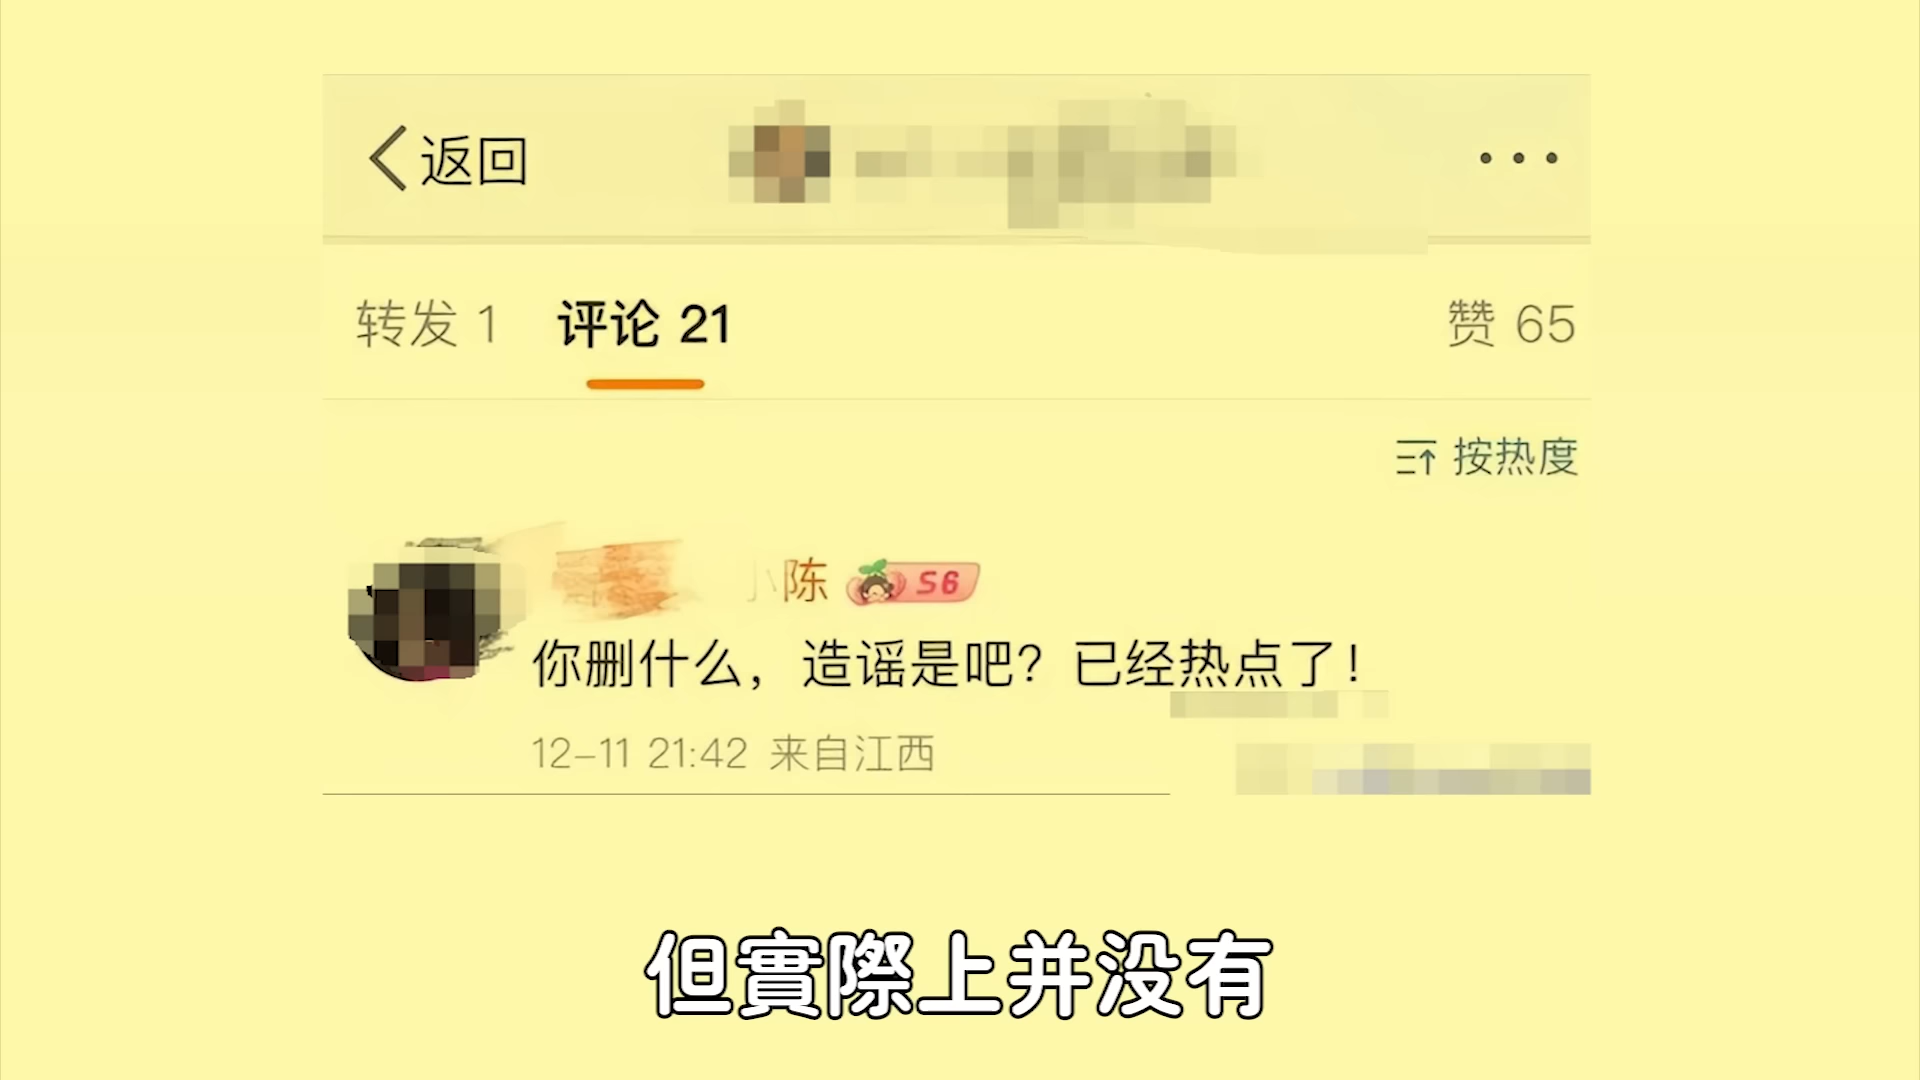 返回
转发 1 评论 21 赞 65
按热度
小陈 S6
你删什么，造谣是吧？已经热点了！
12-11 21:42 来自江西
但實際上并没有